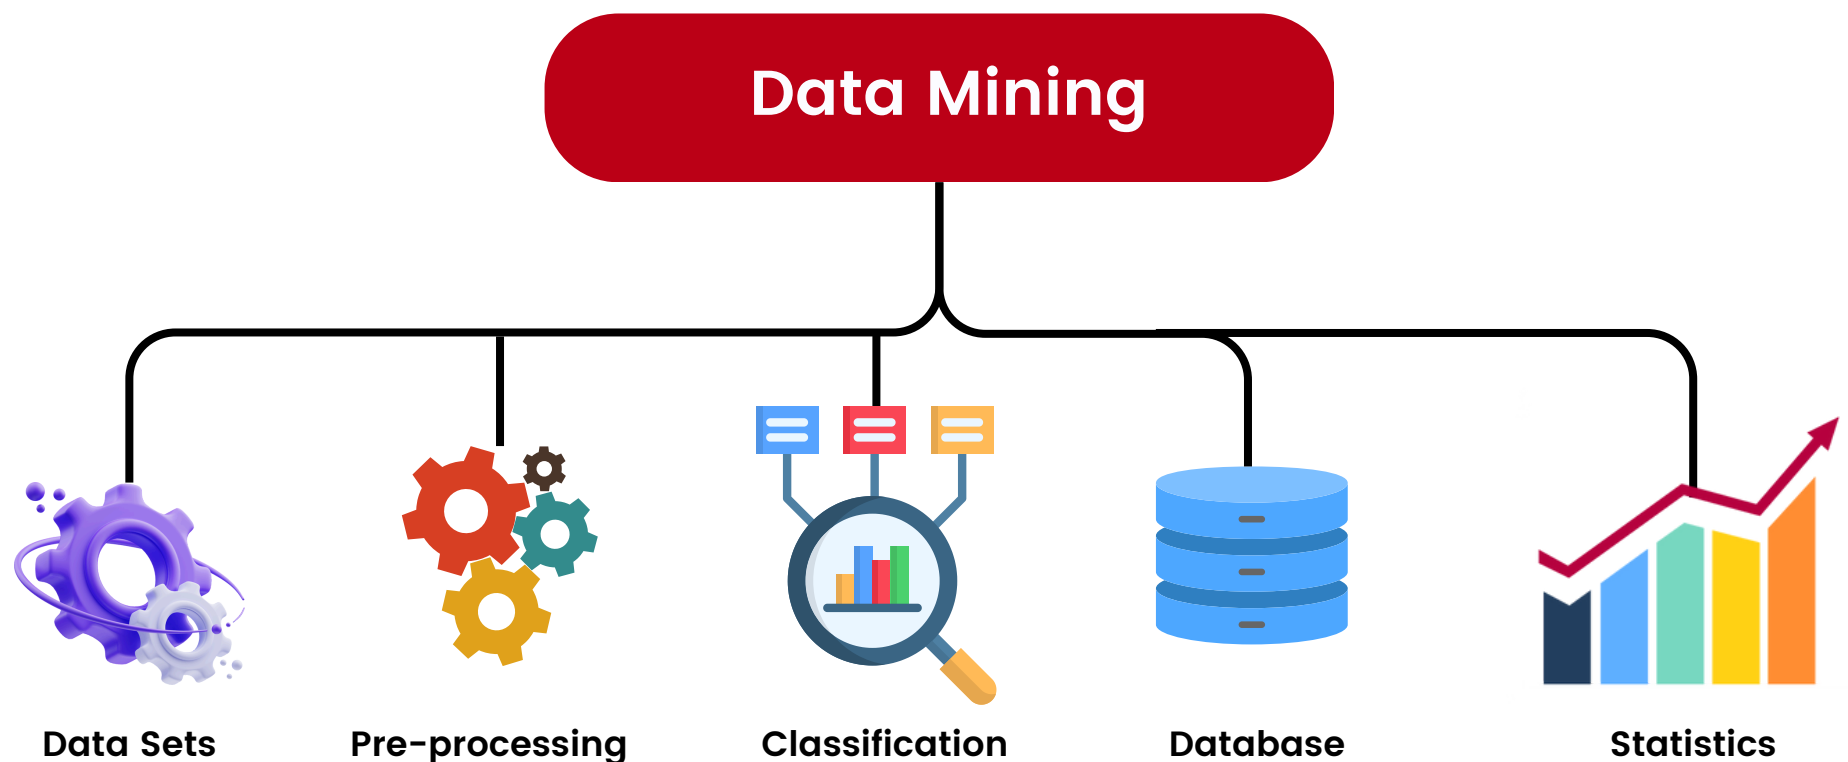 Data Mining
Data Sets
Pre-processing
Classification
Database
Statistics